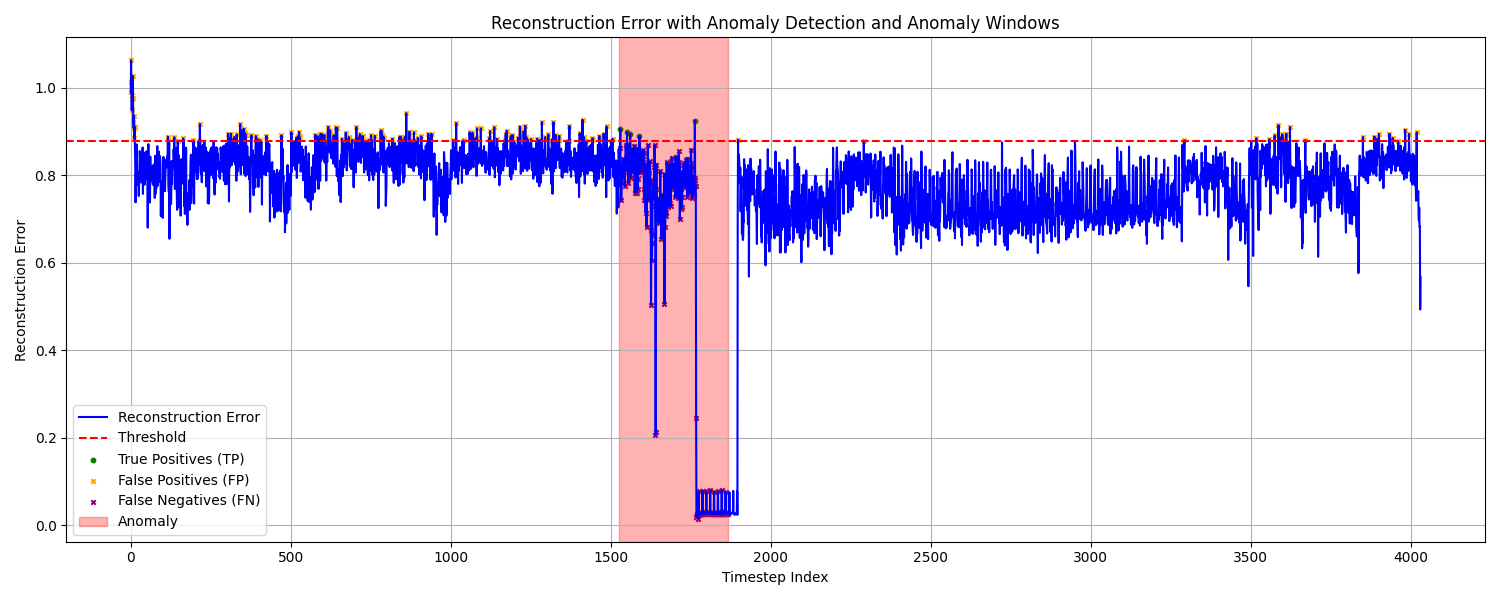 Reconstruction Error with Anomaly Detection and Anomaly Windows
Reconstruction Error
1.0
0.8
0.6
0.4
0.2
0.0
Reconstruction Error
Threshold
True Positives (TP)
False Positives (FP)
False Negatives (FN)
Anomaly
0 500 1000 1500 2000 2500 3000 3500 4000
Timestep Index